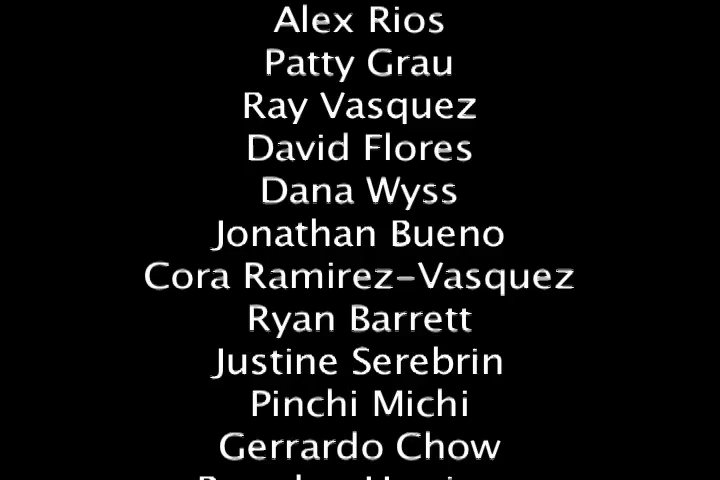 Alex Rios
Patty Grau
Ray Vasquez
David Flores
Dana Wyss
Jonathan Bueno
Cora Ramirez-Vasquez
Ryan Barrett
Justine Serebrin
Pinchi Michi
Gerrardo Chow